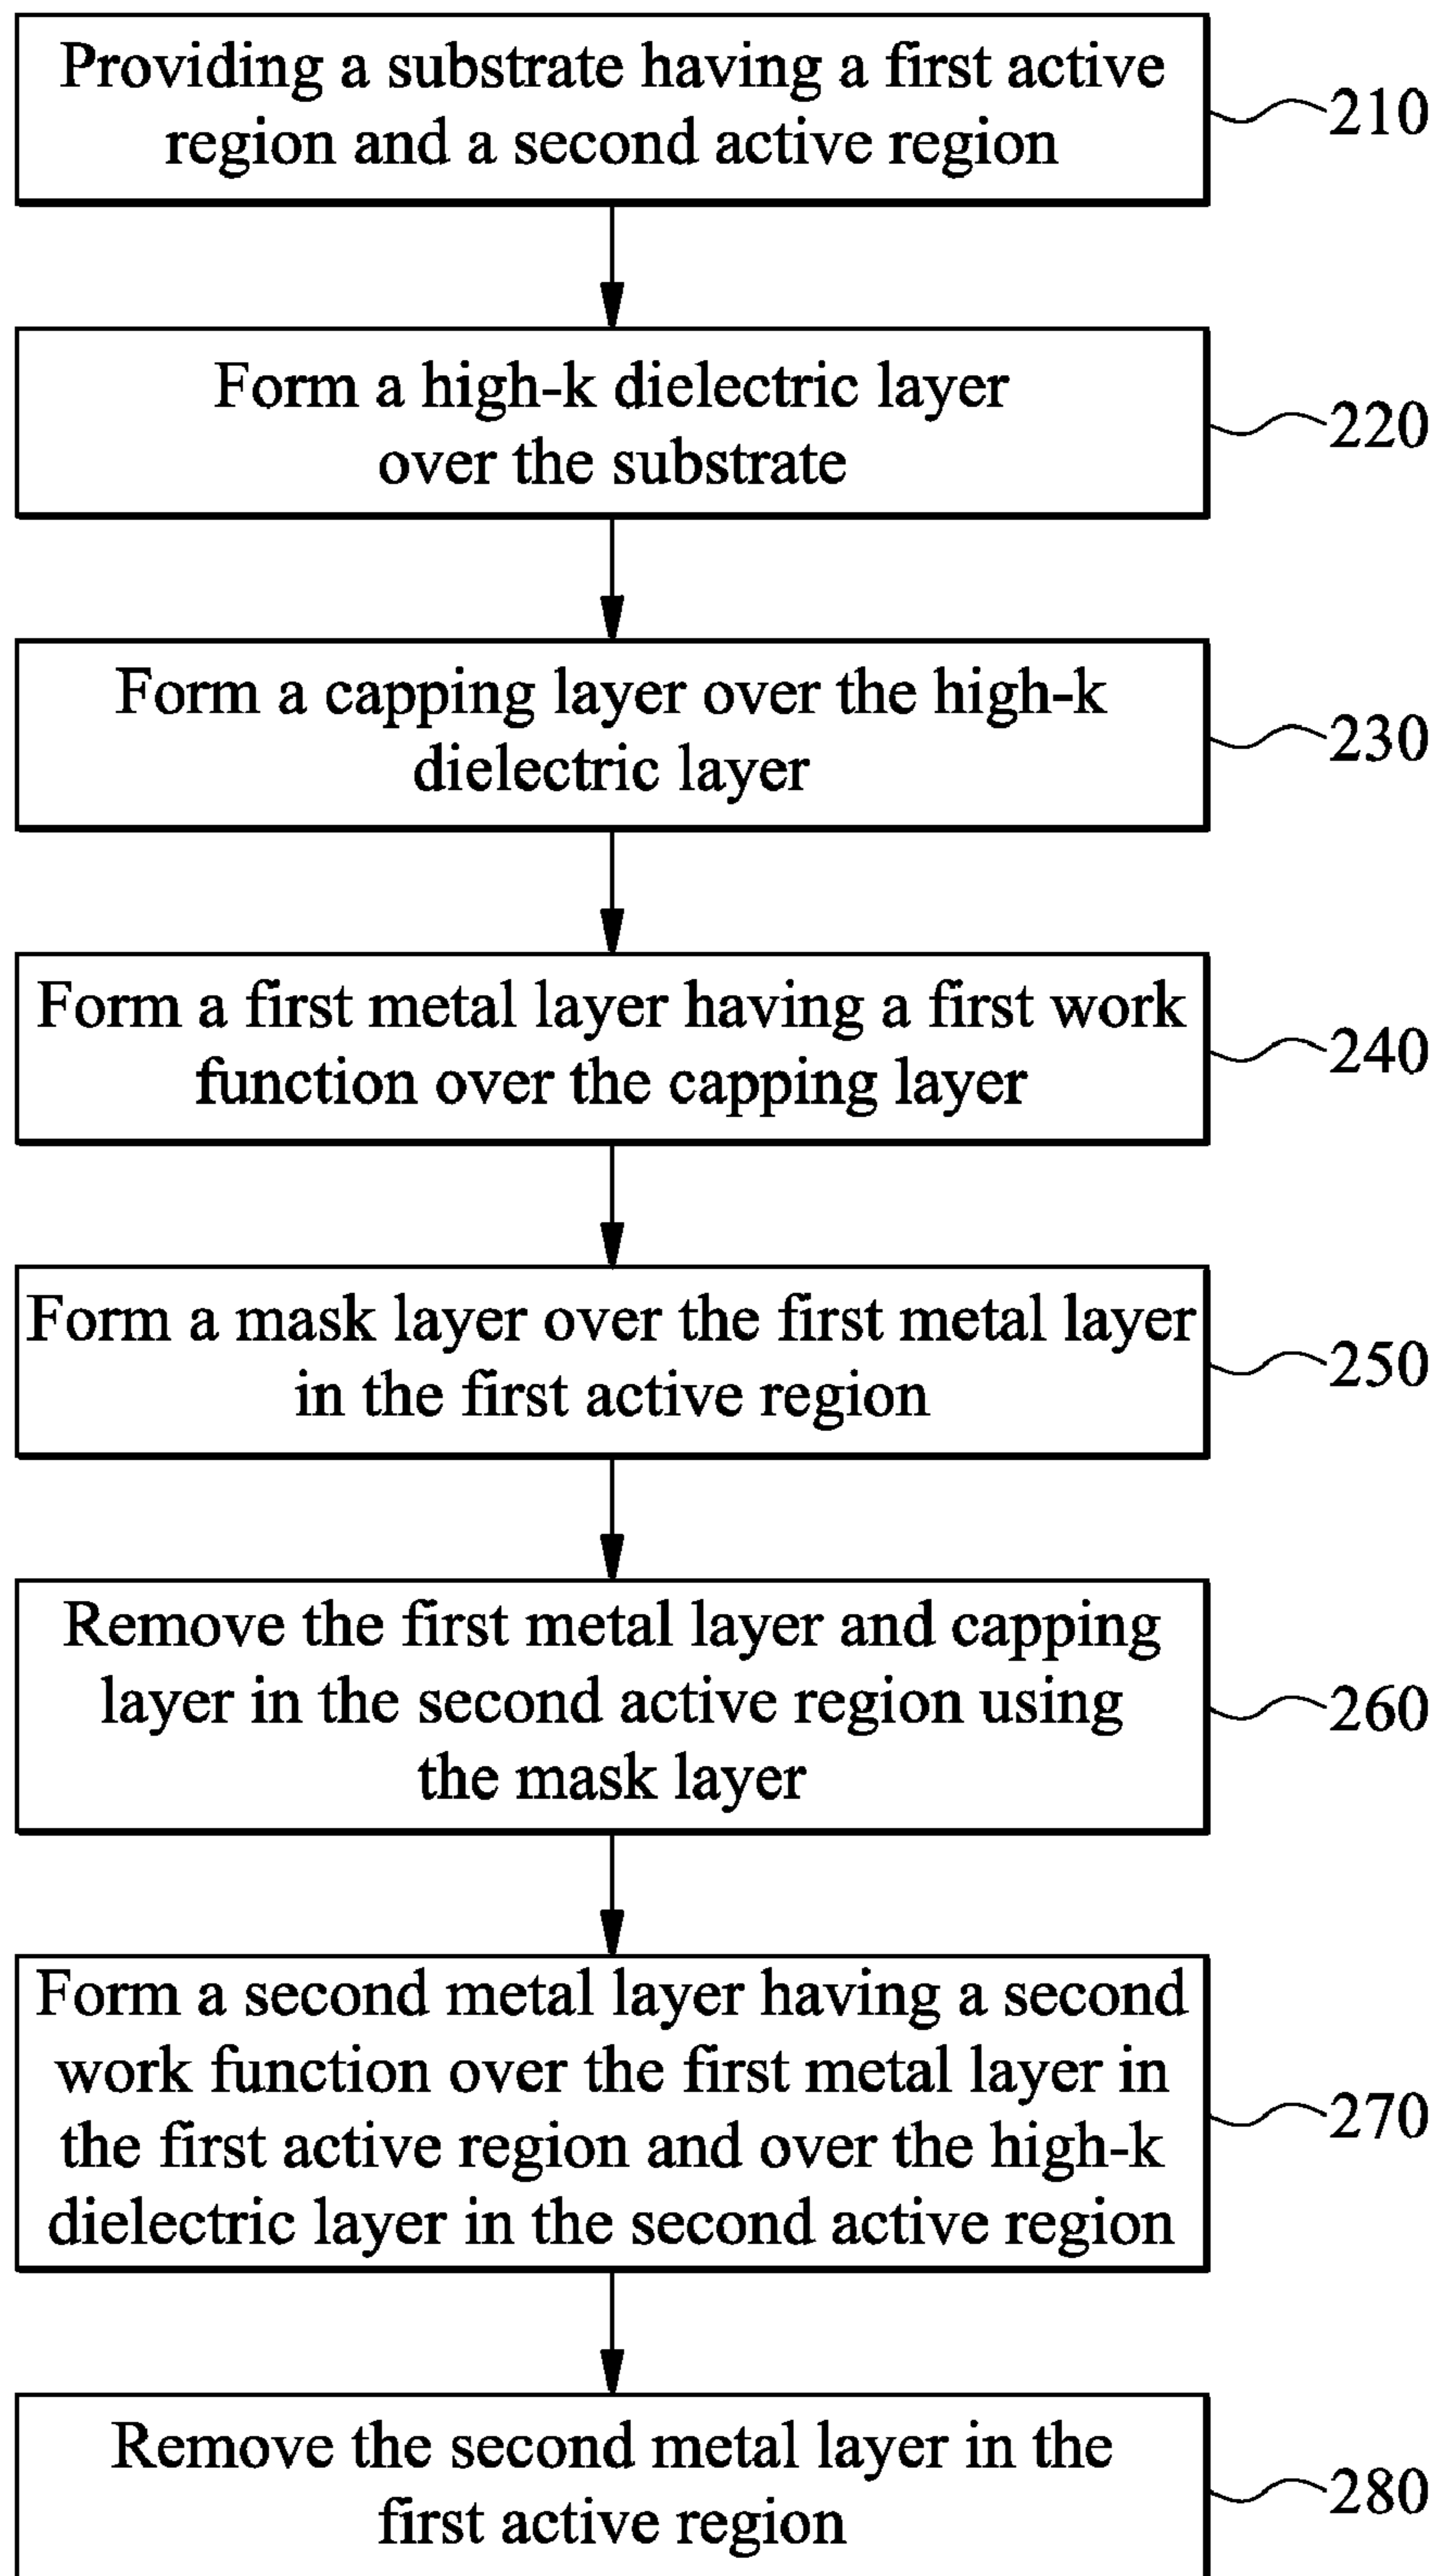 Providing a substrate having a first active
region and a second active region
210
Form a high-k dielectric layer
over the substrate
220
Form a capping layer over the high-k
dielectric layer
230
Form a first metal layer having a first work
function over the capping layer
240
Form a mask layer over the first metal layer
in the first active region
250
Remove the first metal layer and capping
layer in the second active region using
the mask layer
260
Form a second metal layer having a second
work function over the first metal layer in
the first active region and over the high-k
dielectric layer in the second active region
270
Remove the second metal layer in the
first active region
280